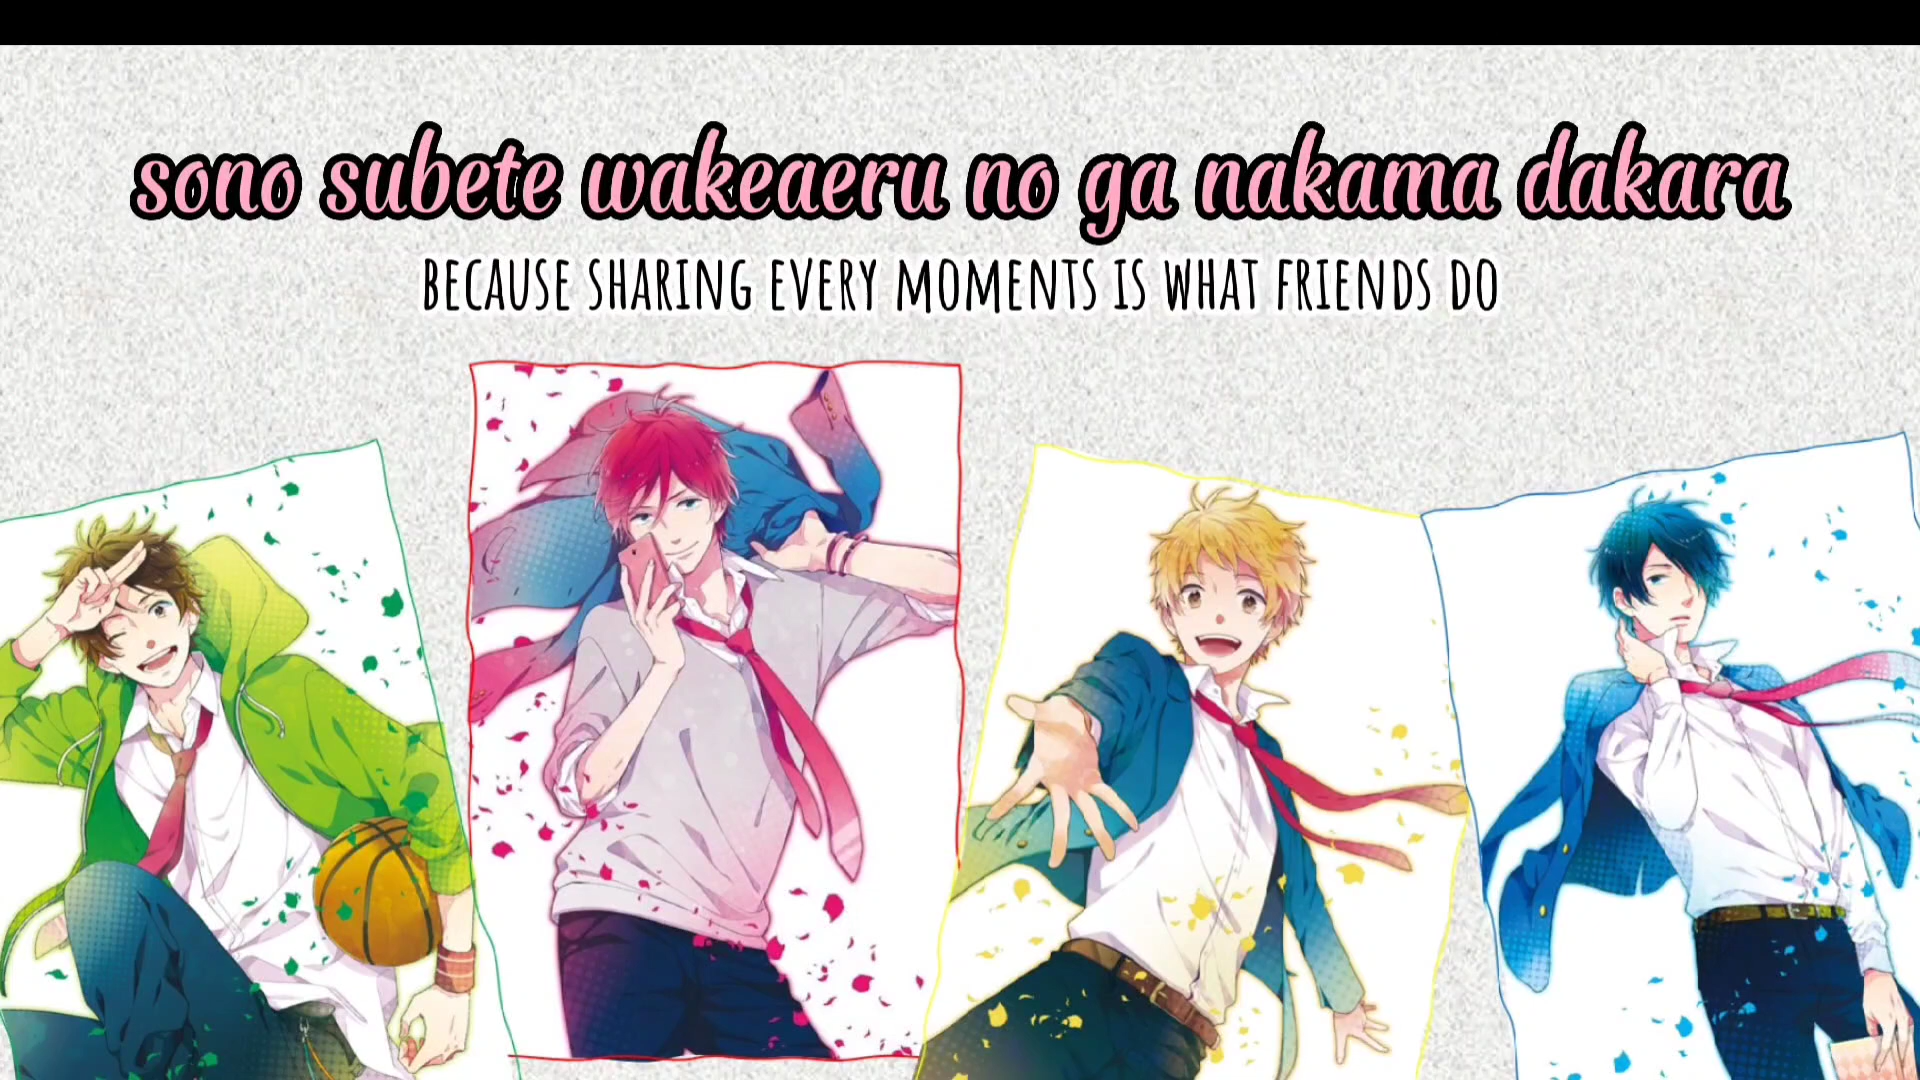 sono subete wakeaeru no ga nakama dakara
BECAUSE SHARING EVERY MOMENTS IS WHAT FRIENDS DO